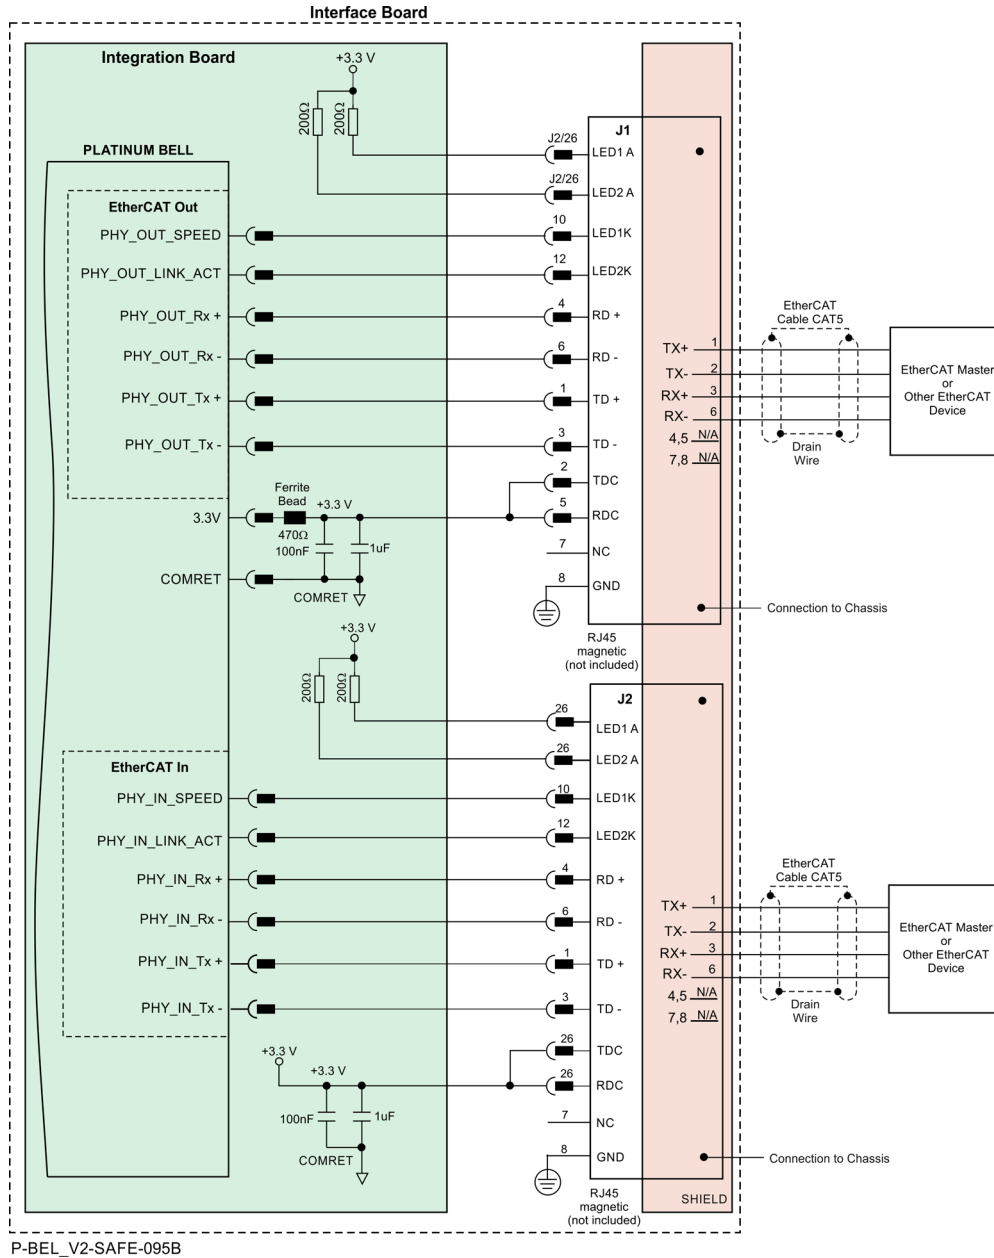 Interface Board
Integration Board
+3.3 V
200Ω
200Ω
J1
J2/26
LED1 A
PLATINUM BELL
J2/26
LED2 A
EtherCAT Out
PHY_OUT_SPEED
10
LED1K
PHY_OUT_LINK_ACT
12
LED2K
PHY_OUT_Rx +
4
RD +
PHY_OUT_Rx -
6
RD -
PHY_OUT_Tx +
1
TD +
PHY_OUT_Tx -
3
TD -
2
TDC
Ferrite
Bead
+3.3 V
3.3V
470Ω
100nF
1uF
5
RDC
7
NC
COMRET
COMRET
8
GND
TX+
1
TX-
2
RX+
3
RX-
6
4,5
N/A
7,8
N/A
EtherCAT
Cable CAT5
Drain
Wire
EtherCAT Master
or
Other EtherCAT
Device
Connection to Chassis
RJ45
magnetic
(not included)
+3.3 V
200Ω
200Ω
J2
26
LED1 A
26
LED2 A
EtherCAT In
PHY_IN_SPEED
10
LED1K
PHY_IN_LINK_ACT
12
LED2K
PHY_IN_Rx +
4
RD +
PHY_IN_Rx -
6
RD -
PHY_IN_Tx +
1
TD +
PHY_IN_Tx -
3
TD -
+3.3 V
+3.3 V
26
TDC
26
RDC
100nF
1uF
COMRET
7
NC
8
GND
TX+
1
TX-
2
RX+
3
RX-
6
4,5
N/A
7,8
N/A
EtherCAT
Cable CAT5
Drain
Wire
EtherCAT Master
or
Other EtherCAT
Device
Connection to Chassis
RJ45
magnetic
(not included)
SHIELD
P-BEL_V2-SAFE-095B